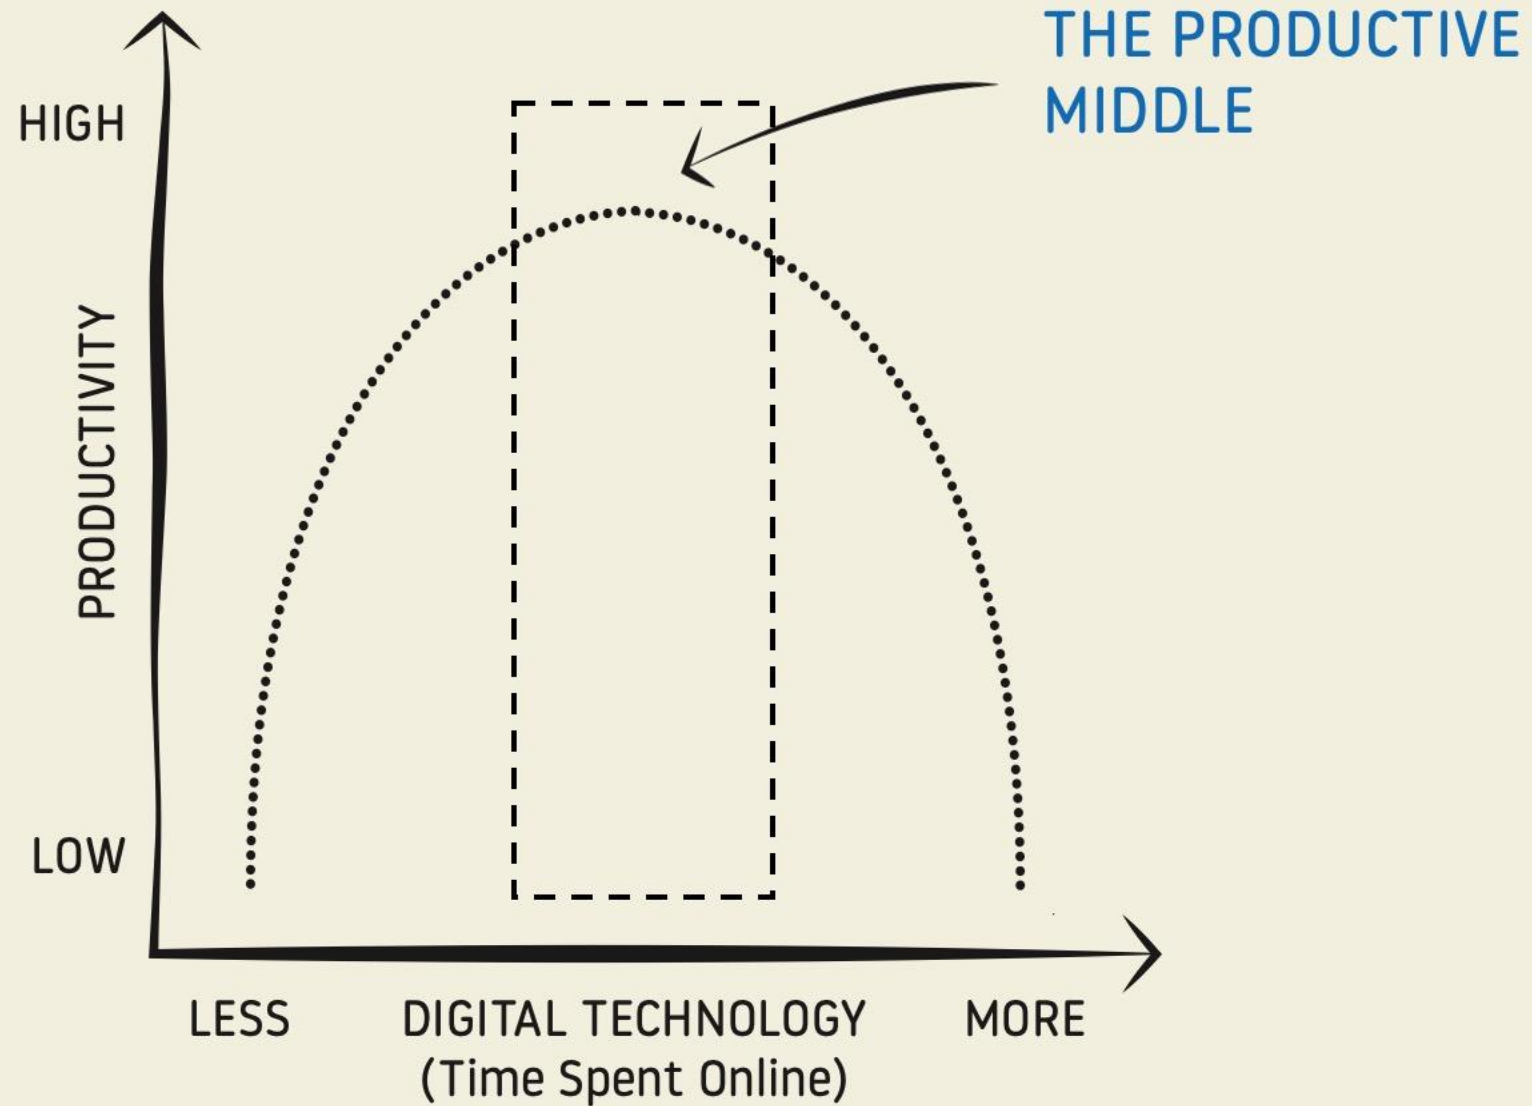 THE PRODUCTIVE
MIDDLE
HIGH
PRODUCTIVITY
LOW
LESS
DIGITAL TECHNOLOGY
(Time Spent Online)
MORE